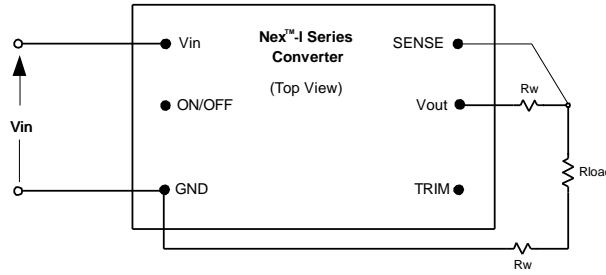 Nex™-I Series
Converter
(Top View)
Vin
ON/OFF
GND
SENSE
Vout
TRIM
Vin
Rw
Rload
Rw